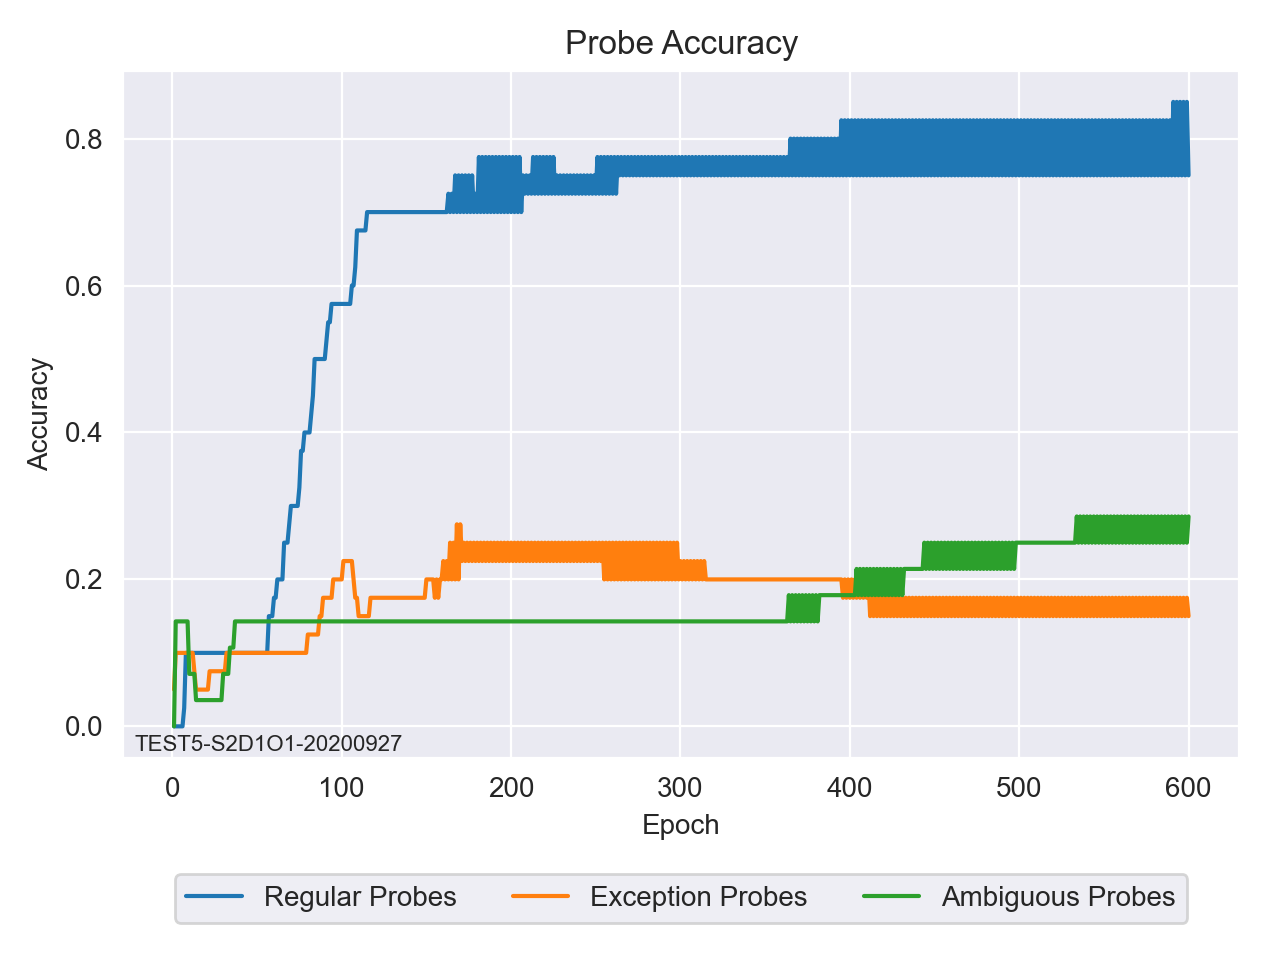 Probe Accuracy
Accuracy
0.8
0.6
0.4
0.2
0.0
TEST5-S2D1O1-20200927
0 100 200 300 400 500 600
Epoch
Regular Probes Exception Probes Ambiguous Probes